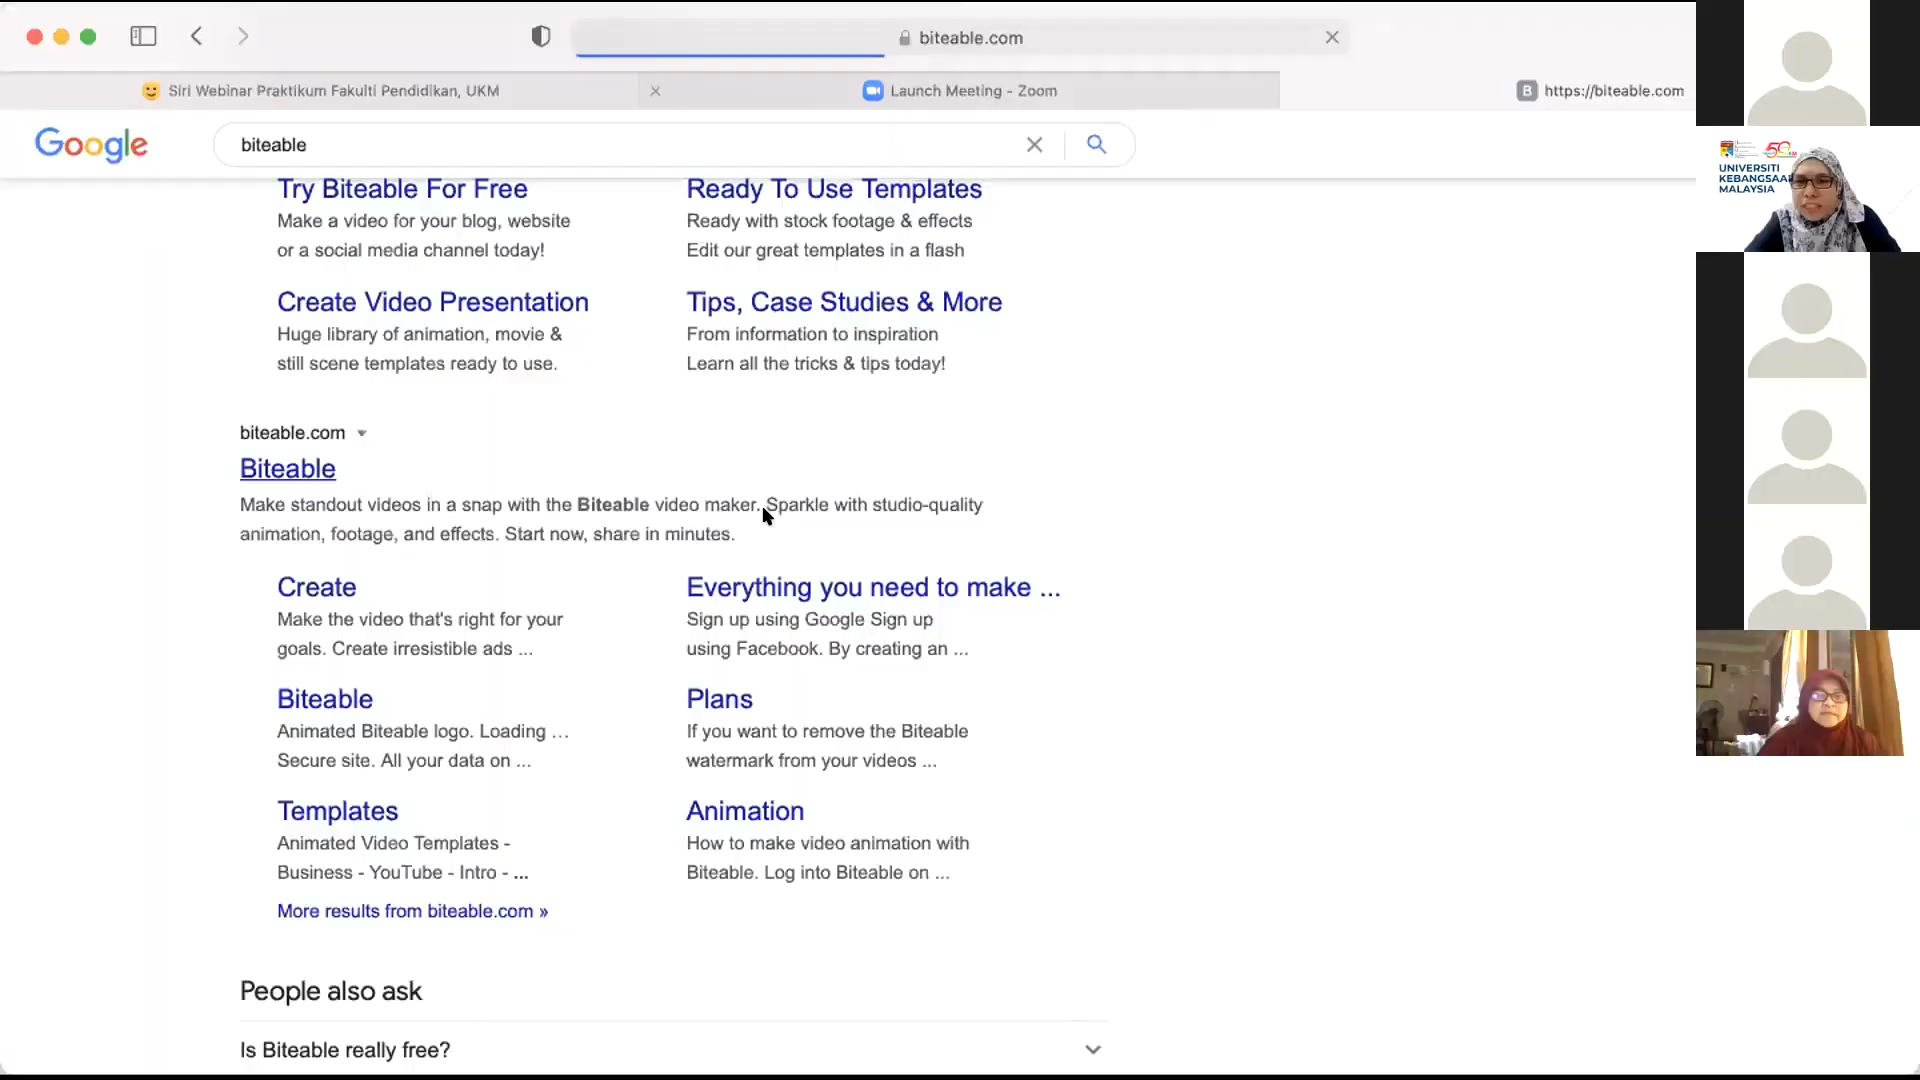 biteable.com
Siri Webinar Praktikum Fakulti Pendidikan, UKM
Launch Meeting - Zoom
B https://biteable.com
Google
biteable
Try Biteable For Free
Make a video for your blog, website
or a social media channel today!
Ready To Use Templates
Ready with stock footage & effects
Edit our great templates in a flash
Create Video Presentation
Huge library of animation, movie &
still scene templates ready to use.
Tips, Case Studies & More
From information to inspiration
Learn all the tricks & tips today!
biteable.com
Biteable
Make standout videos in a snap with the Biteable video maker. Sparkle with studio-quality
animation, footage, and effects. Start now, share in minutes.
Create
Make the video that's right for your
goals. Create irresistible ads ...
Everything you need to make ...
Sign up using Google Sign up
using Facebook. By creating an ...
Biteable
Animated Biteable logo. Loading ...
Secure site. All your data on ...
Plans
If you want to remove the Biteable
watermark from your videos ...
Templates
Animated Video Templates -
Business - YouTube - Intro - ...
Animation
How to make video animation with
Biteable. Log into Biteable on ...
More results from biteable.com »
People also ask
Is Biteable really free?
50
UNIVERSITI
KEBANGSAAN
MALAYSIA